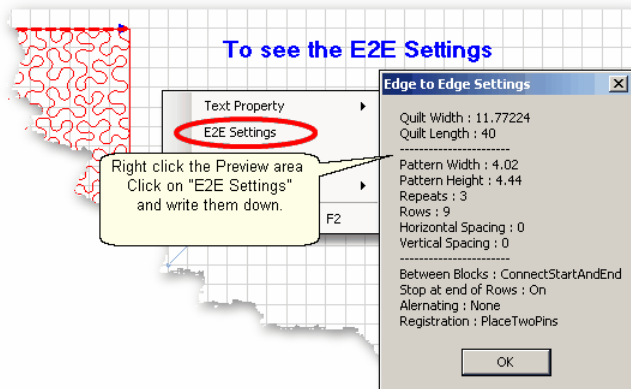 To see the E2E Settings
Text Property
E2E Settings
F2
Right click the Preview area
Click on "E2E Settings"
and write them down.
Edge to Edge Settings
Quilt Width : 11.77224
Quilt Length : 40
------------------------
Pattern Width : 4.02
Pattern Height : 4.44
Repeats : 3
Rows : 9
Horizontal Spacing : 0
Vertical Spacing : 0
------------------------
Between Blocks : ConnectStartAndEnd
Stop at end of Rows : On
Alernating : None
Registration : PlaceTwoPins
OK